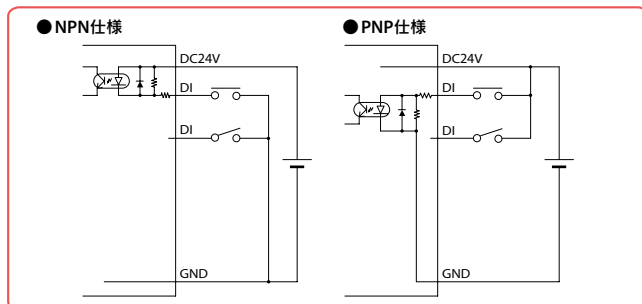 ●NPN仕様
DC24V
DI
DI
GND
●PNP仕様
DC24V
DI
DI
GND